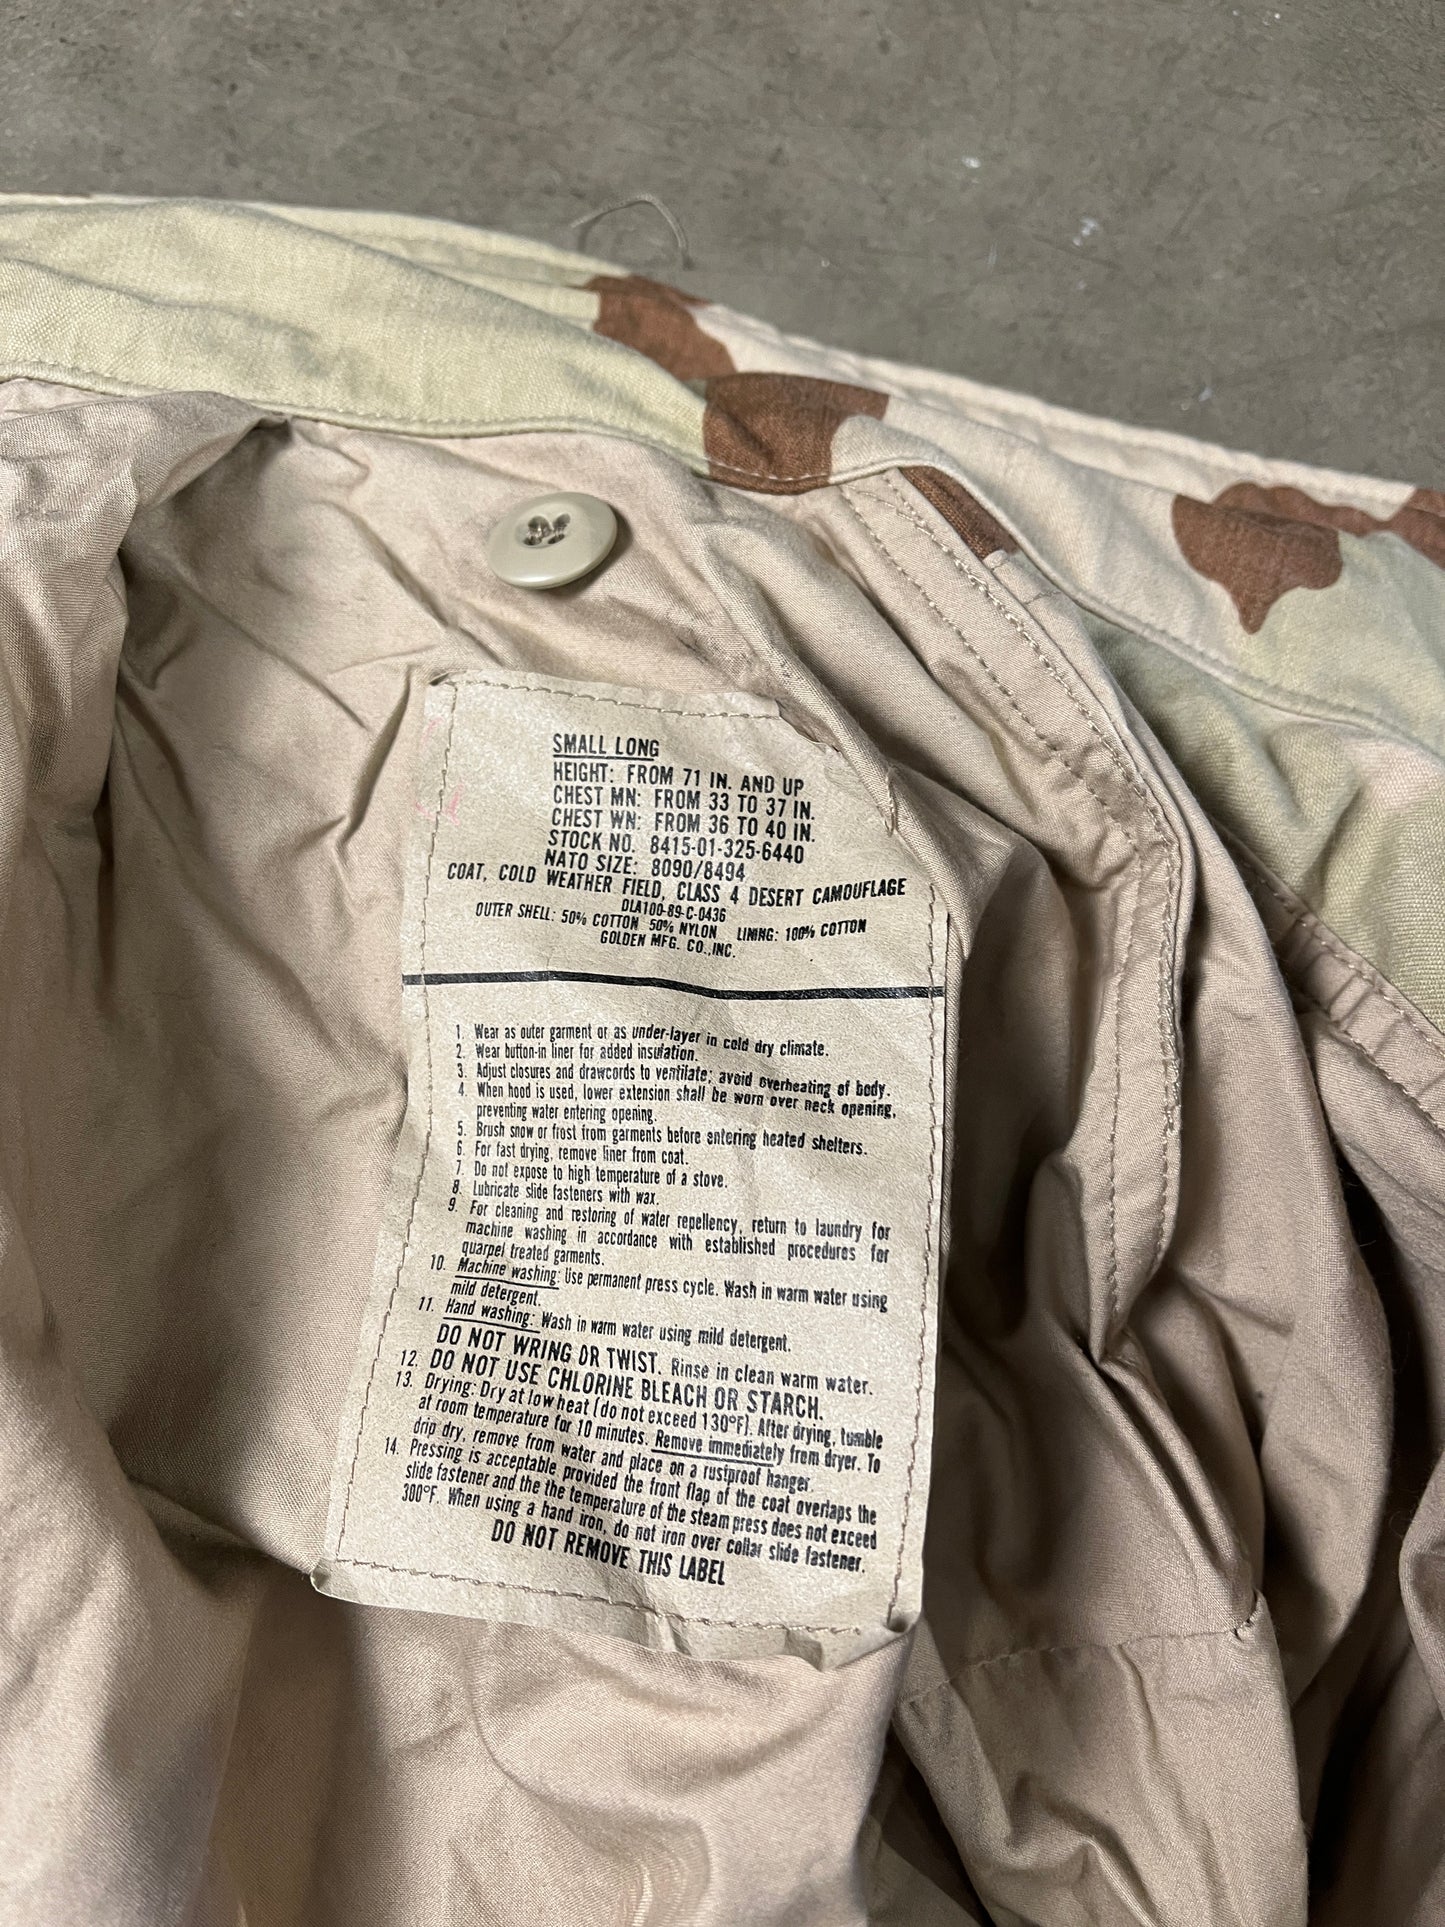 SMALL LONG
HEIGHT: FROM 71 IN. AND UP
CHEST MN: FROM 33 TO 37 IN.
CHEST WN: FROM 36 TO 40 IN.
STOCK NO. 8415-01-325-6440
NATO SIZE: 8090/8494
COAT, COLD WEATHER FIELD, CLASS 4 DESERT CAMOUFLAGE
DLA100-89-C-0436
OUTER SHELL: 50% COTTON 50% NYLON LINING: 100% COTTON
GOLDEN MFG. CO.,INC.
1. Wear as outer garment or as under-layer in cold dry climate.
2. Wear button-in liner for added insulation.
3. Adjust closures and drawcords to ventilate; avoid overheating of body.
4. When hood is used, lower extension shall be worn over neck opening,
preventing water entering opening.
5. Brush snow or frost from garments before entering heated shelters.
6. For fast drying, remove liner from coat.
7. Do not expose to high temperature of a stove.
8. Lubricate slide fasteners with wax.
9. For cleaning and restoring of water repellency, return to laundry for
machine washing in accordance with established procedures for
quarpel treated garments.
10. Machine washing: Use permanent press cycle. Wash in warm water using
mild detergent.
11. Hand washing: Wash in warm water using mild detergent.
DO NOT WRING OR TWIST. Rinse in clean warm water.
12. DO NOT USE CHLORINE BLEACH OR STARCH.
13. Drying: Dry at low heat (do not exceed 130°F). After drying, tumble
at room temperature for 10 minutes. Remove immediately from dryer. To
drip dry, remove from water and place on a rustproof hanger.
14. Pressing is acceptable provided the front flap of the coat overlaps the
slide fastener and the the temperature of the steam press does not exceed
300°F. When using a hand iron, do not iron over collar slide fastener.
DO NOT REMOVE THIS LABEL